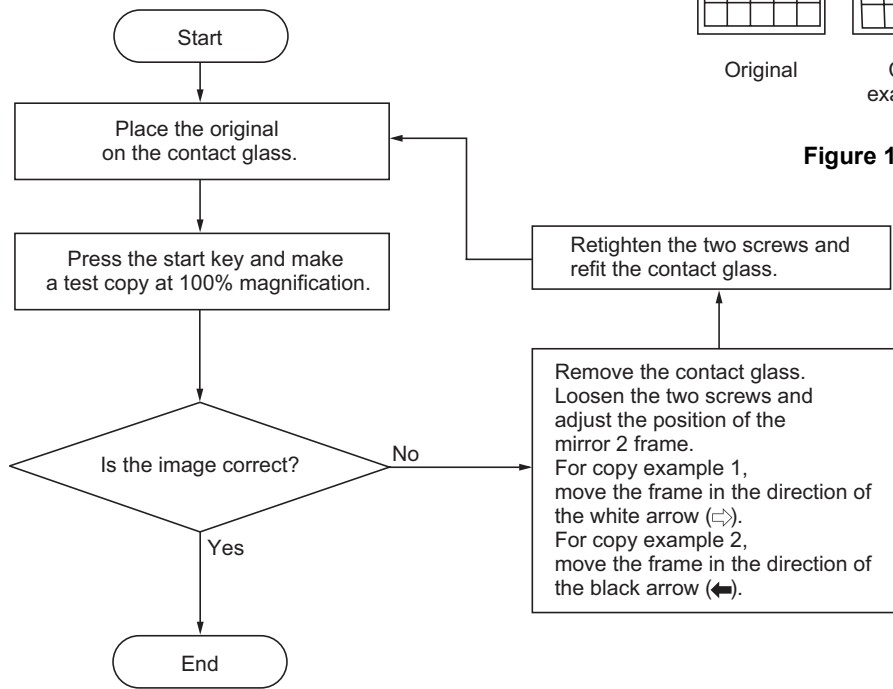 Start
Place the original
on the contact glass.
Press the start key and make
a test copy at 100% magnification.
Is the image correct?
No
Yes
End
Remove the contact glass.
Loosen the two screws and
adjust the position of the
mirror 2 frame.
For copy example 1,
move the frame in the direction of
the white arrow (⇨).
For copy example 2,
move the frame in the direction of
the black arrow (⬅).
Retighten the two screws and
refit the contact glass.
Original
Figure 1